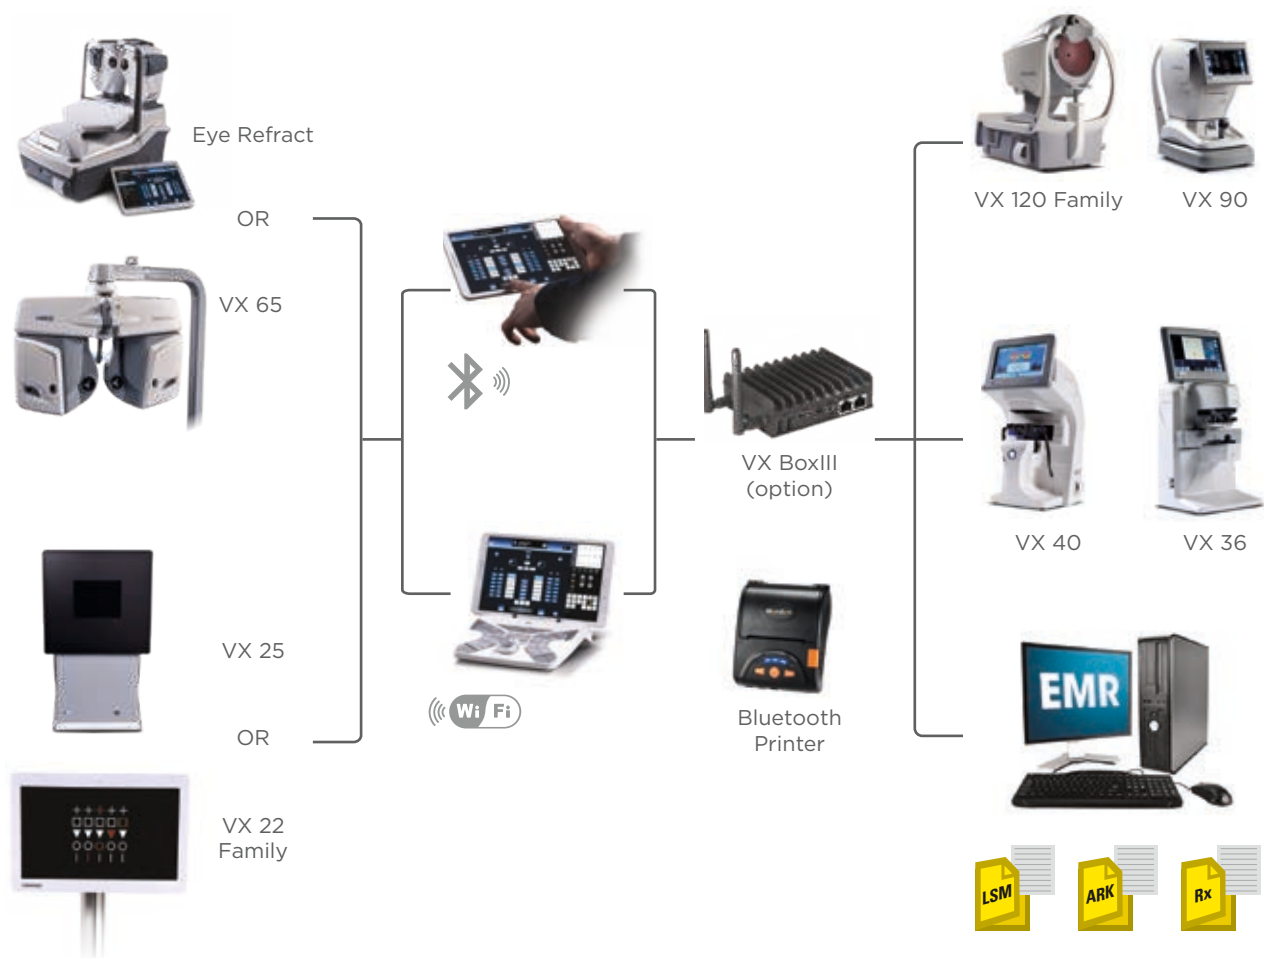 Eye Refract
OR
VX 65
VX 25
OR
VX 22
Family
Wi Fi
VX BoxIII
(option)
Bluetooth
Printer
VX 120 Family
VX 90
VX 40
VX 36
EMR
LSM
ARK
Rx